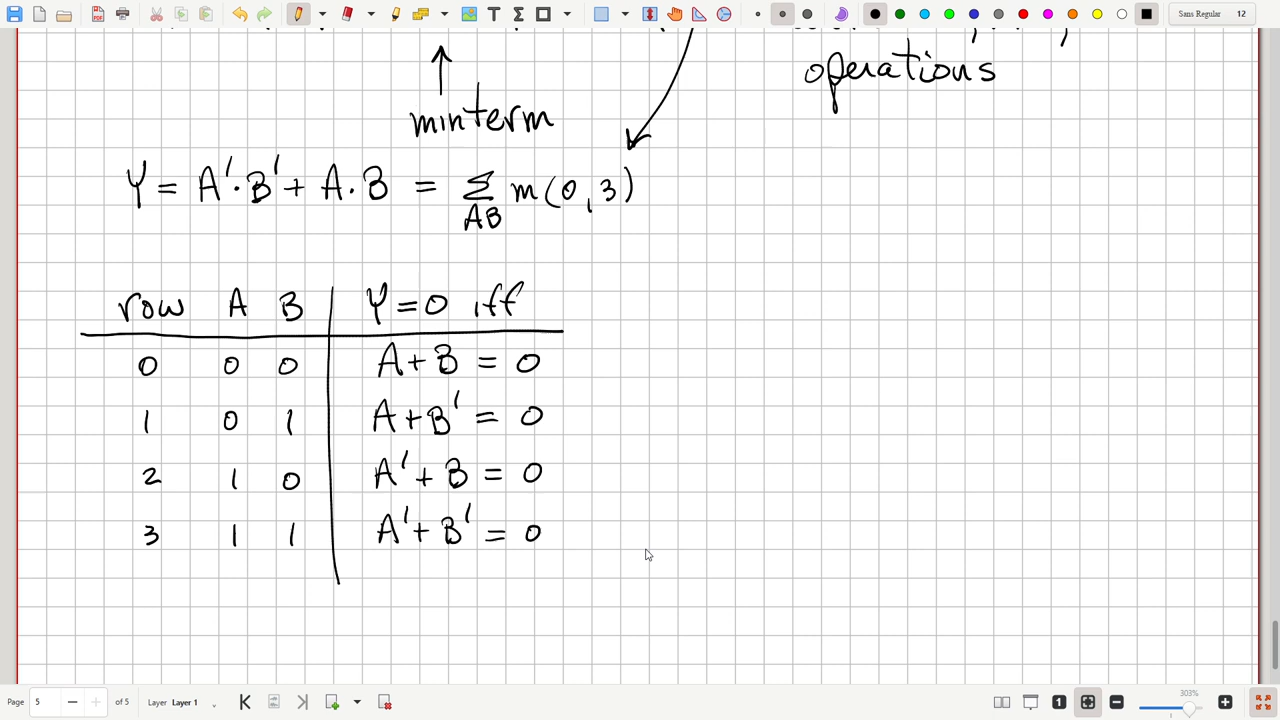 Sans Regular 12
operations
minterm
Y = A'·B' + A·B = Σ m(0,3)
AB
row A B Y=0 iff
0 0 0 A+B = 0
1 0 1 A+B' = 0
2 1 0 A'+B = 0
3 1 1 A'+B' = 0
Page 5 of 5 Layer Layer 1 303%